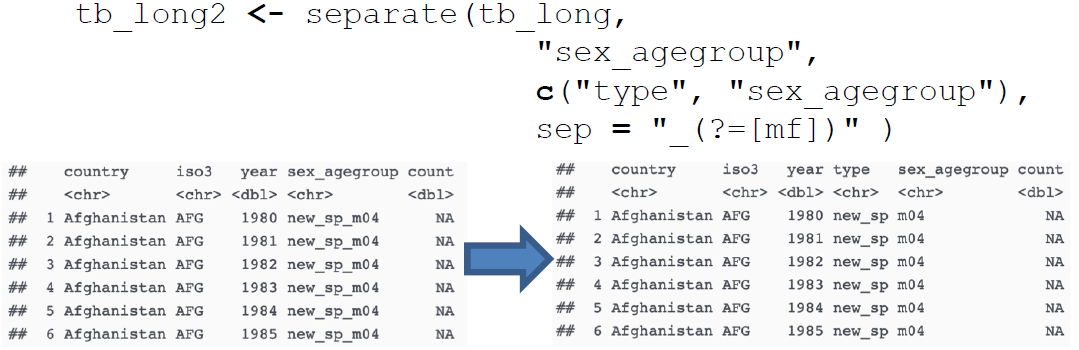 tb_long2 <- separate(tb_long,
"sex_agegroup",
c("type", "sex_agegroup"),
sep = "_(?=[mf])" )
## country iso3 year sex_agegroup count
## <chr> <chr> <dbl> <chr> <dbl>
## 1 Afghanistan AFG 1980 new_sp_m04 NA
## 2 Afghanistan AFG 1981 new_sp_m04 NA
## 3 Afghanistan AFG 1982 new_sp_m04 NA
## 4 Afghanistan AFG 1983 new_sp_m04 NA
## 5 Afghanistan AFG 1984 new_sp_m04 NA
## 6 Afghanistan AFG 1985 new_sp_m04 NA
## country iso3 year type sex_agegroup count
## <chr> <chr> <dbl> <chr> <chr> <dbl>
## 1 Afghanistan AFG 1980 new_sp m04 NA
## 2 Afghanistan AFG 1981 new_sp m04 NA
## 3 Afghanistan AFG 1982 new_sp m04 NA
## 4 Afghanistan AFG 1983 new_sp m04 NA
## 5 Afghanistan AFG 1984 new_sp m04 NA
## 6 Afghanistan AFG 1985 new_sp m04 NA